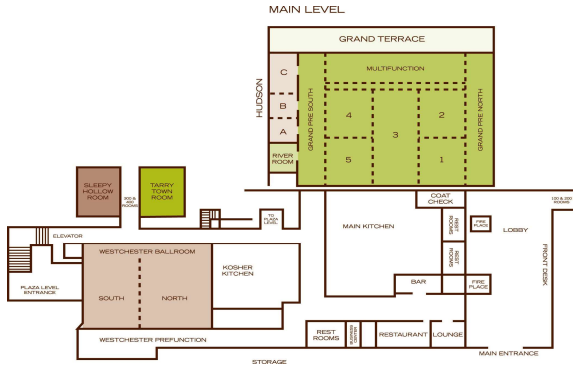 MAIN LEVEL
GRAND TERRACE
HUDSON
C
B
A
RIVER
ROOM
GRAND PRE SOUTH
MULTIFUNCTION
GRAND PRE NORTH
4
2
3
5
1
SLEEPY
HOLLOW
ROOM
300 &
400
ROOMS
TARRY
TOWN
ROOM
TO
PLAZA
LEVEL
COAT
CHECK
100 & 200
ROOMS
MAIN KITCHEN
REST
ROOMS
FIRE
PLACE
LOBBY
ELEVATOR
WESTCHESTER BALLROOM
KOSHER
KITCHEN
REST
ROOMS
FRONT DESK
PLAZA LEVEL
ENTRANCE
SOUTH
NORTH
BAR
FIRE
PLACE
WESTCHESTER PREFUNCTION
REST
ROOMS
RESTAURANT
LOUNGE
STORAGE
MAIN ENTRANCE